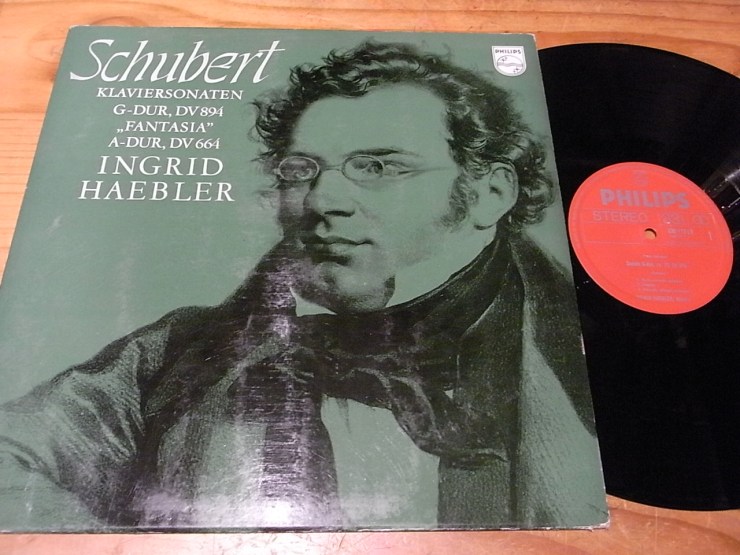 Schubert
KLAVIERSONATEN
G-DUR, DV 894
„FANTASIA”
A-DUR, DV 664
INGRID
HAEBLER
PHILIPS
PHILIPS
STEREO